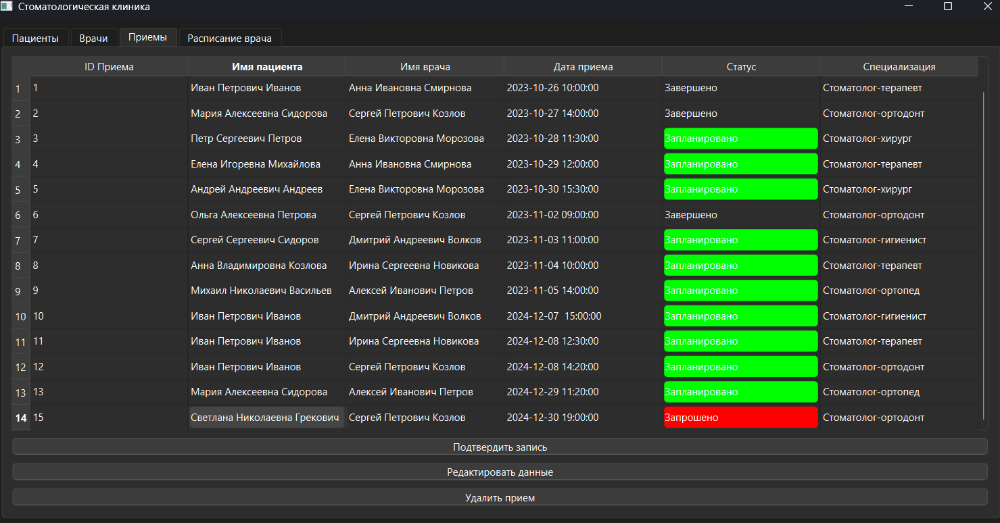 Стоматологическая клиника
Пациенты Врачи Приемы Расписание врача
ID Приема Имя пациента Имя врача Дата приема Статус Специализация
1 1 Иван Петрович Иванов Анна Ивановна Смирнова 2023-10-26 10:00:00 Завершено Стоматолог-терапевт
2 2 Мария Алексеевна Сидорова Сергей Петрович Козлов 2023-10-27 14:00:00 Завершено Стоматолог-ортодонт
3 3 Петр Сергеевич Петров Елена Викторовна Морозова 2023-10-28 11:30:00 Запланировано Стоматолог-хирург
4 4 Елена Игоревна Михайлова Анна Ивановна Смирнова 2023-10-29 12:00:00 Запланировано Стоматолог-терапевт
5 5 Андрей Андреевич Андреев Елена Викторовна Морозова 2023-10-30 15:30:00 Запланировано Стоматолог-хирург
6 6 Ольга Алексеевна Петрова Сергей Петрович Козлов 2023-11-02 09:00:00 Завершено Стоматолог-ортодонт
7 7 Сергей Сергеевич Сидоров Дмитрий Андреевич Волков 2023-11-03 11:00:00 Запланировано Стоматолог-гигиенист
8 8 Анна Владимировна Козлова Ирина Сергеевна Новикова 2023-11-04 10:00:00 Запланировано Стоматолог-терапевт
9 9 Михаил Николаевич Васильев Алексей Иванович Петров 2023-11-05 14:00:00 Запланировано Стоматолог-ортопед
10 10 Иван Петрович Иванов Дмитрий Андреевич Волков 2024-12-07  15:00:00 Запланировано Стоматолог-гигиенист
11 11 Иван Петрович Иванов Ирина Сергеевна Новикова 2024-12-08 12:30:00 Запланировано Стоматолог-терапевт
12 12 Иван Петрович Иванов Сергей Петрович Козлов 2024-12-08 14:20:00 Запланировано Стоматолог-ортодонт
13 13 Мария Алексеевна Сидорова Алексей Иванович Петров 2024-12-29 11:20:00 Запланировано Стоматолог-ортопед
14 15 Светлана Николаевна Грекович Сергей Петрович Козлов 2024-12-30 19:00:00 Запрошено Стоматолог-ортодонт
Подтвердить запись
Редактировать данные
Удалить прием